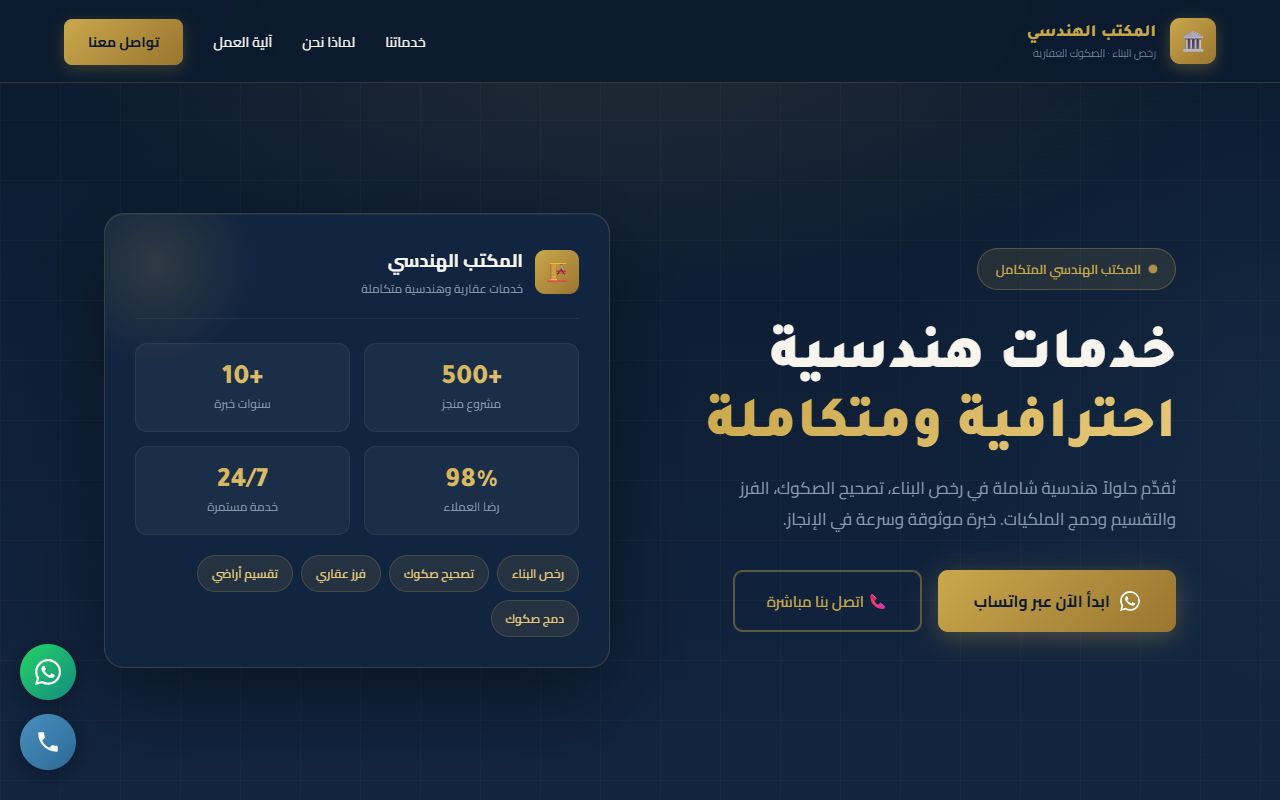 المكتب الهندسي
رخص البناء · الصكوك العقارية
خدماتنا
لماذا نحن
آلية العمل
تواصل معنا
المكتب الهندسي المتكامل
خدمات هندسية
احترافية ومتكاملة
نُقدّم حلولاً هندسية شاملة في رخص البناء، تصحيح الصكوك، الفرز
والتقسيم ودمج الملكيات. خبرة موثوقة وسرعة في الإنجاز.
ابدأ الآن عبر واتساب
اتصل بنا مباشرة
المكتب الهندسي
خدمات عقارية وهندسية متكاملة
500+
مشروع منجز
10+
سنوات خبرة
98%
رضا العملاء
24/7
خدمة مستمرة
رخص البناء
تصحيح صكوك
فرز عقاري
تقسيم أراضي
دمج صكوك